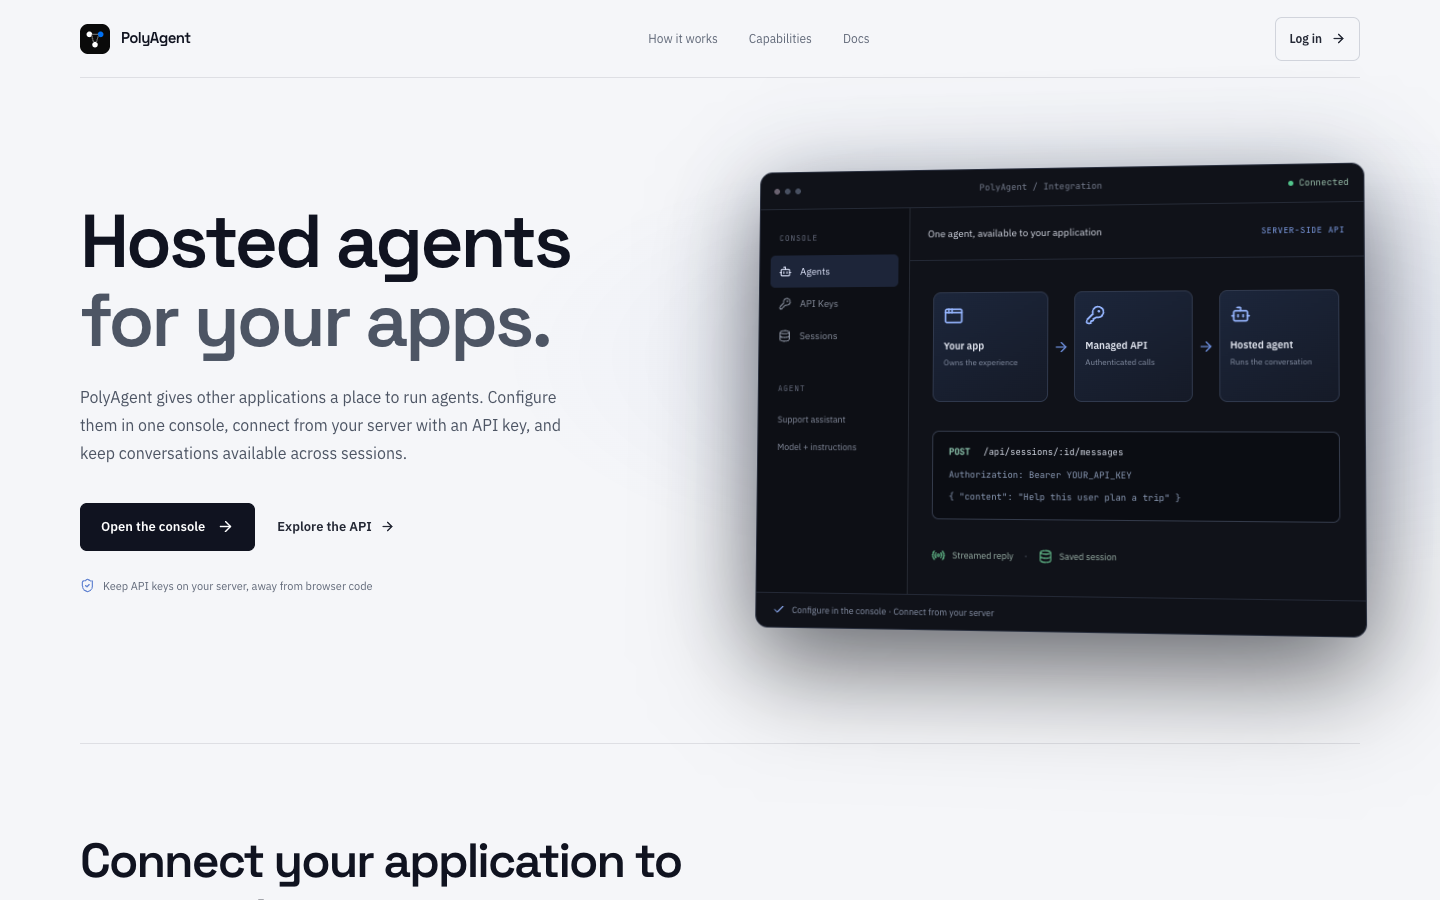 PolyAgent
How it works
Capabilities
Docs
Log in
Hosted agents
for your apps.
PolyAgent gives other applications a place to run agents. Configure
them in one console, connect from your server with an API key, and
keep conversations available across sessions.
Open the console
Explore the API
Keep API keys on your server, away from browser code
PolyAgent / Integration
Connected
CONSOLE
Agents
API Keys
Sessions
AGENT
Support assistant
Model + instructions
One agent, available to your application
SERVER-SIDE API
Your app
Owns the experience
Managed API
Authenticated calls
Hosted agent
Runs the conversation
POST /api/sessions/:id/messages
Authorization: Bearer YOUR_API_KEY
{ "content": "Help this user plan a trip" }
Streamed reply · Saved session
Configure in the console · Connect from your server
Connect your application to